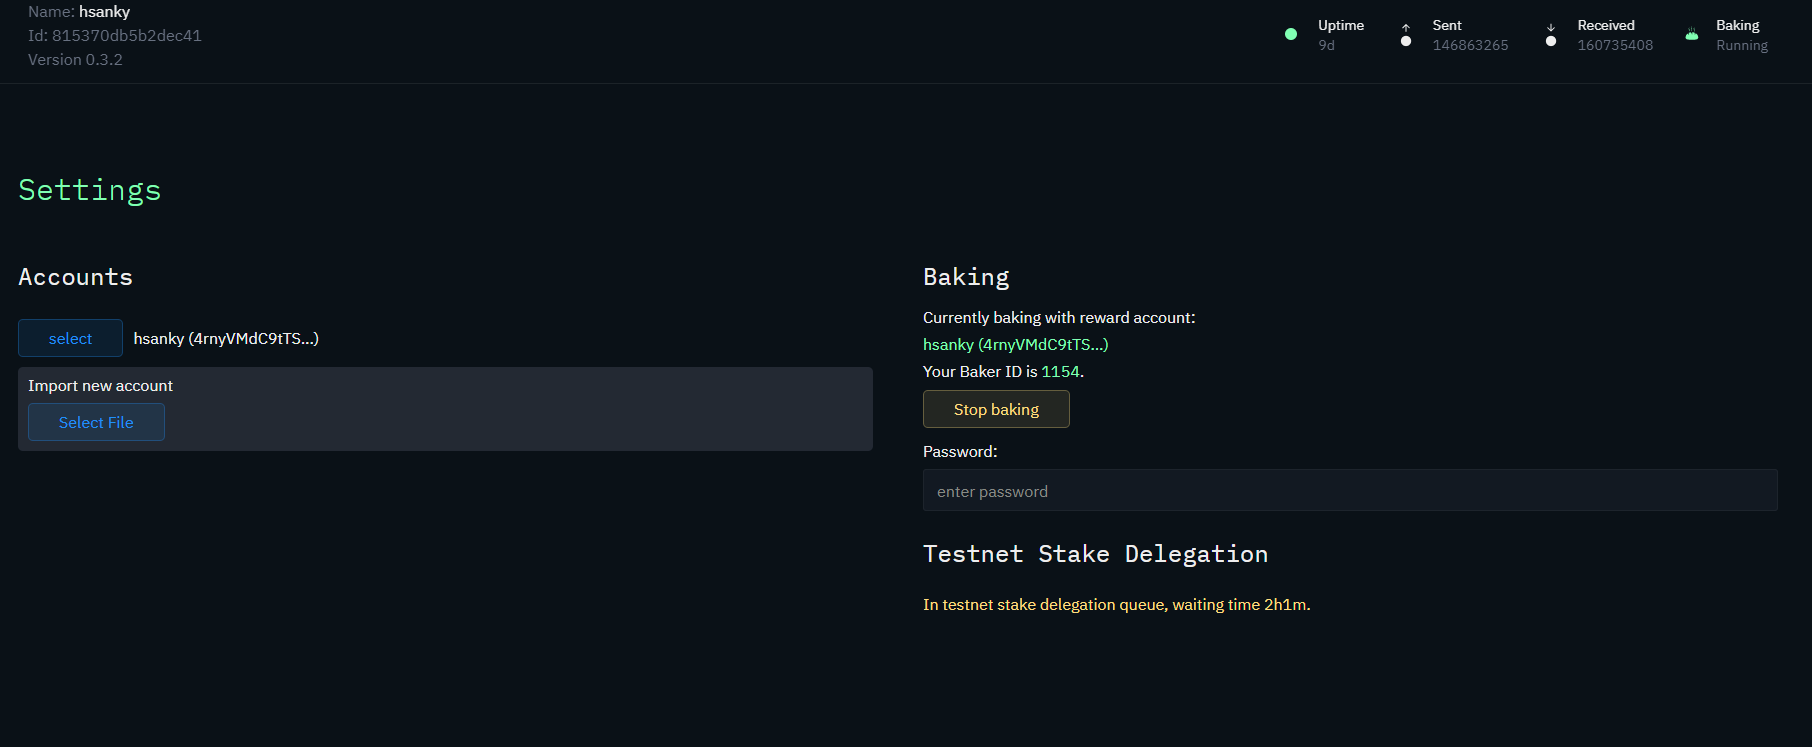 Name: hsanky
Id: 815370db5b2dec41
Version 0.3.2
Uptime
9d
Sent
146863265
Received
160735408
Baking
Running
Settings
Accounts
select
hsanky (4rnyVMdC9tTS...)
Import new account
Select File
Baking
Currently baking with reward account:
hsanky (4rnyVMdC9tTS...)
Your Baker ID is 1154.
Stop baking
Password:
enter password
Testnet Stake Delegation
In testnet stake delegation queue, waiting time 2h1m.